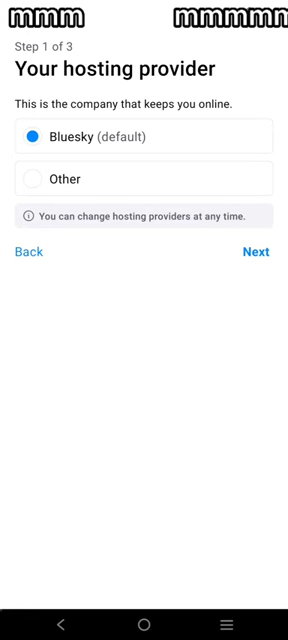 mmm mmmmn
Step 1 of 3
Your hosting provider
This is the company that keeps you online.
Bluesky (default)
Other
You can change hosting providers at any time.
Back Next